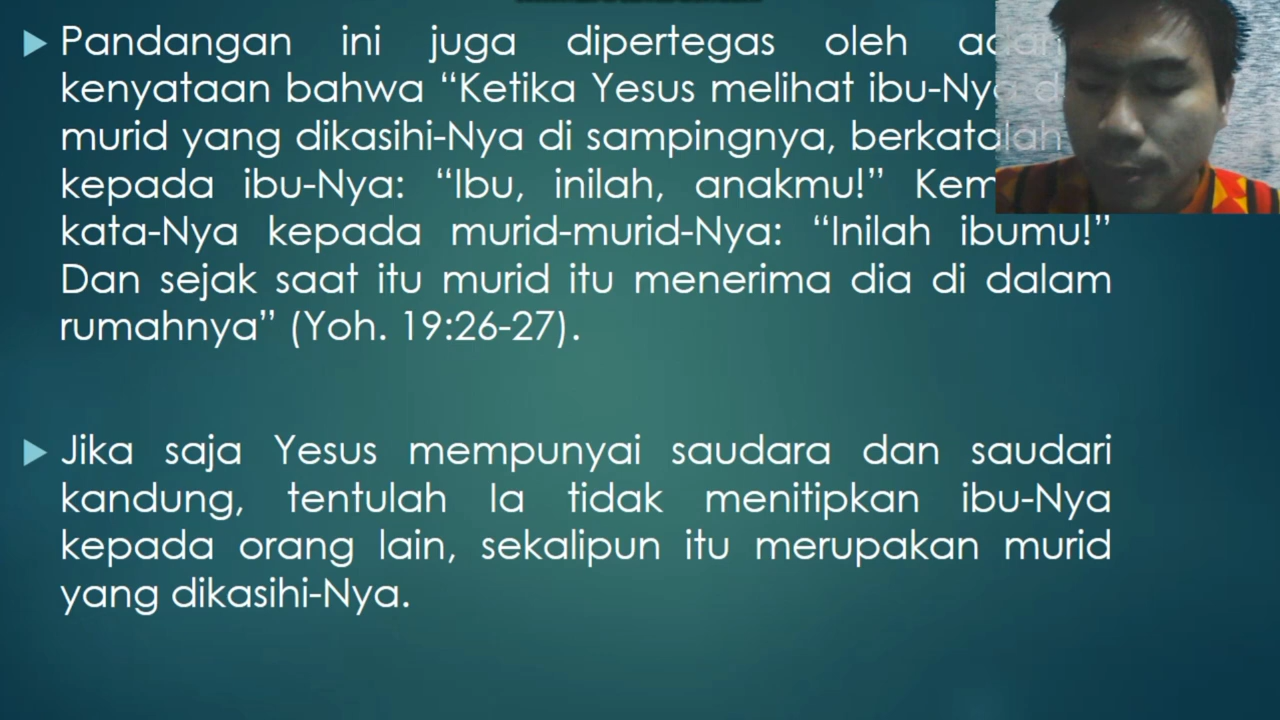 Pandangan ini juga dipertegas oleh
kenyataan bahwa “Ketika Yesus melihat ibu-Nya
murid yang dikasihi-Nya di sampingnya, berkatalah
kepada ibu-Nya: “Ibu, inilah, anakmu!”
kata-Nya kepada murid-murid-Nya: “Inilah ibumu!”
Dan sejak saat itu murid itu menerima dia di dalam
rumahnya” (Yoh. 19:26-27).
Jika saja Yesus mempunyai saudara dan saudari
kandung, tentulah Ia tidak menitipkan ibu-Nya
kepada orang lain, sekalipun itu merupakan murid
yang dikasihi-Nya.